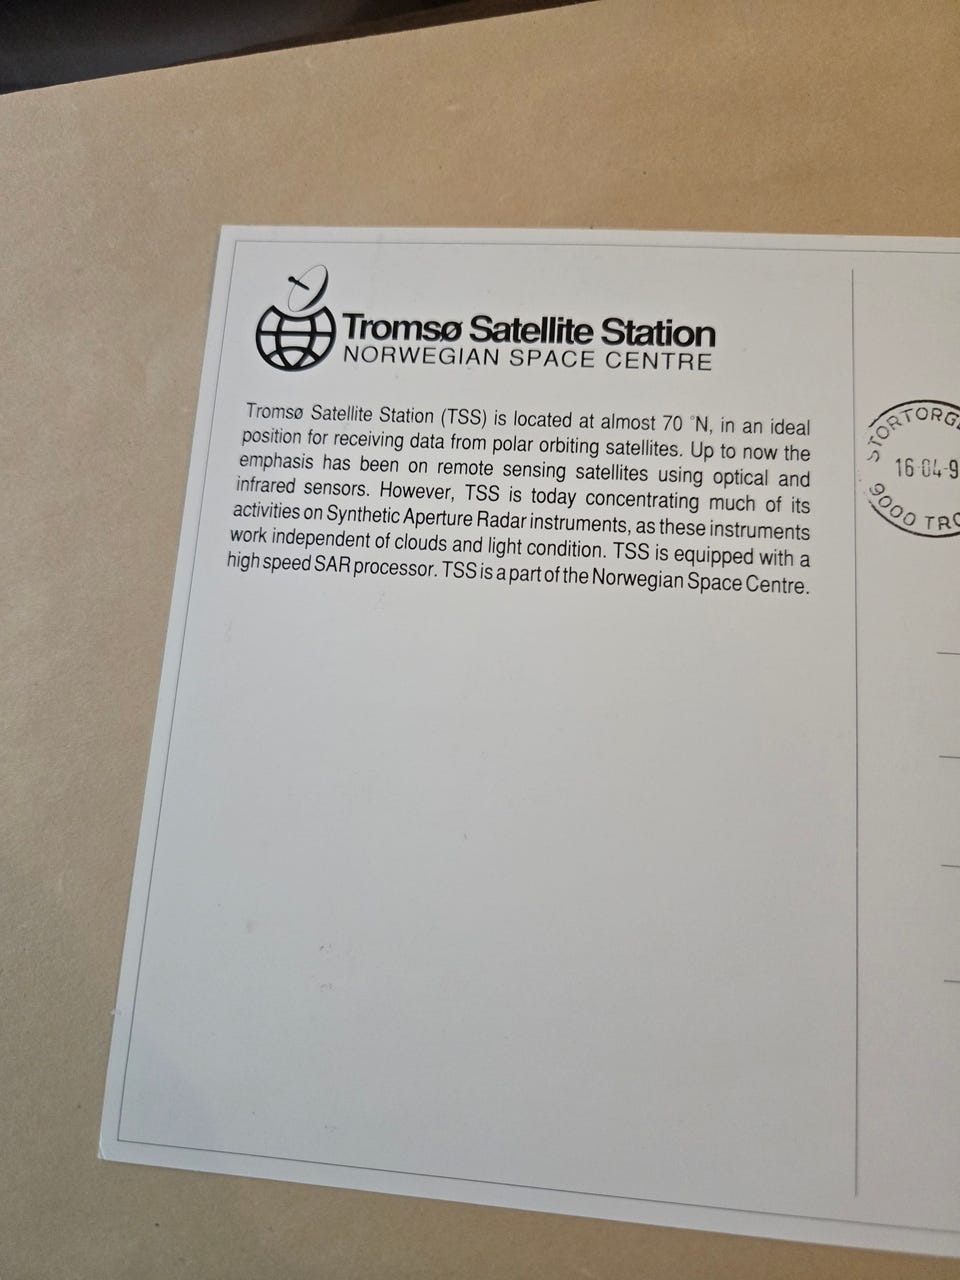 Tromsø Satellite Station
NORWEGIAN SPACE CENTRE
Tromsø Satellite Station (TSS) is located at almost 70 °N, in an ideal
position for receiving data from polar orbiting satellites. Up to now the
emphasis has been on remote sensing satellites using optical and
infrared sensors. However, TSS is today concentrating much of its
activities on Synthetic Aperture Radar instruments, as these instruments
work independent of clouds and light condition. TSS is equipped with a
high speed SAR processor. TSS is a part of the Norwegian Space Centre.
STORTORGE
16-04-9
9000 TRO